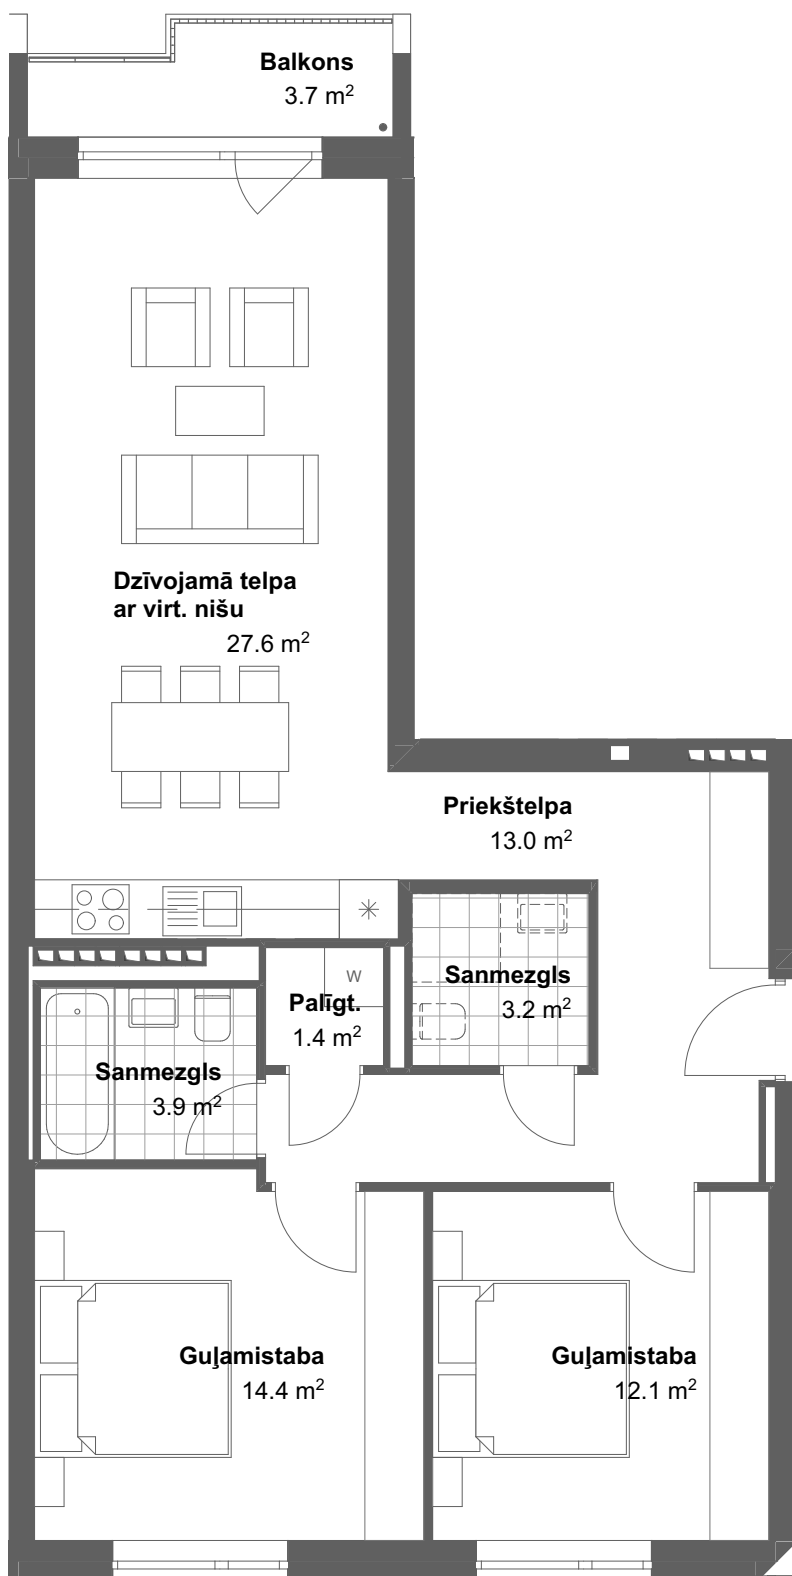 Balkons
3.7 m²
Dzīvojamā telpa
ar virt. nišu
27.6 m²
Priekštelpa
13.0 m²
W
Sanmezgls
3.2 m²
Palīgt.
1.4 m²
Sanmezgls
3.9 m²
Guļamistaba
14.4 m²
Guļamistaba
12.1 m²